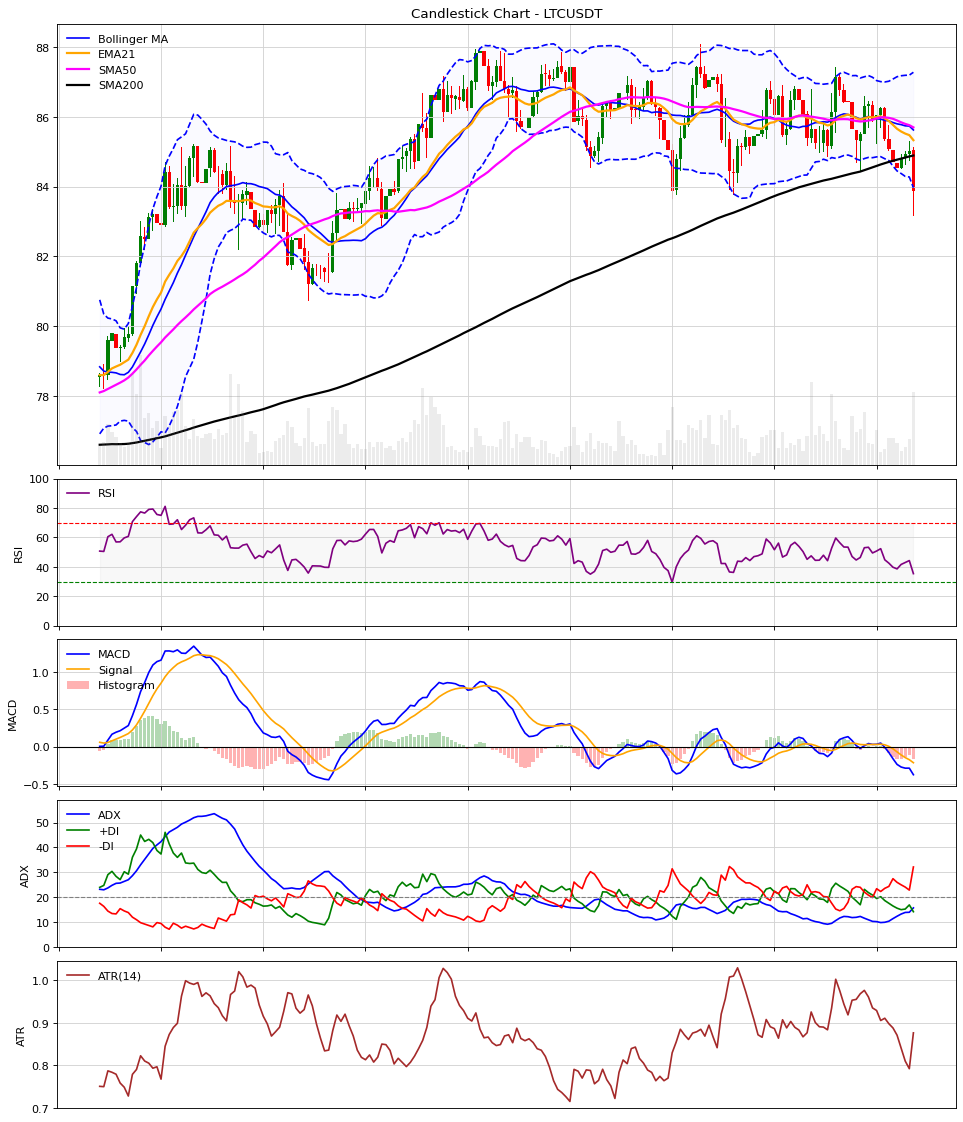 Candlestick Chart - LTCUSDT
Bollinger MA
EMA21
SMA50
SMA200
88
86
84
82
80
78
RSI
100
80
60
40
20
0
RSI
MACD
Signal
Histogram
1.0
0.5
0.0
−0.5
MACD
ADX
+DI
-DI
50
40
30
20
10
0
ADX
ATR(14)
1.0
0.9
0.8
0.7
ATR